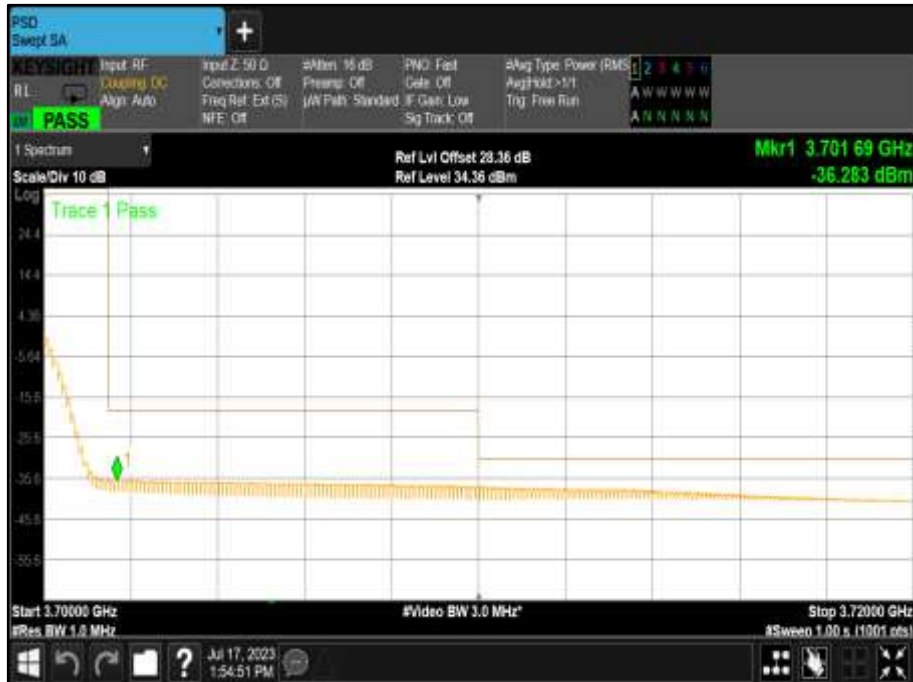 PSD
Swept SA
+
KEYSIGHT
RL
Input: RF
Coupling: DC
Align: Auto
Input Z: 50 Ω
Corrections: Off
Freq Ref: Ext (S)
NFE: Off
#Atten: 16 dB
Preamp: Off
µW Path: Standard
PNO: Fast
Gate: Off
IF Gain: Low
Sig Track: Off
#Avg Type: Power (RMS
Avg|Hold: >1/1
Trig: Free Run
1 2 3 4 5 6
A W W W W W
A N N N N N
PASS
1 Spectrum
Scale/Div 10 dB
Ref Lvl Offset 28.36 dB
Ref Level 34.36 dBm
Mkr1 3.701 69 GHz
-36.283 dBm
Log
Trace 1 Pass
24.4
14.4
4.36
-5.64
-15.6
-25.6
-35.6
-45.6
-55.6
1
Start 3.70000 GHz
#Res BW 1.0 MHz
#Video BW 3.0 MHz*
Stop 3.72000 GHz
#Sweep 1.00 s (1001 pts)
?
Jul 17, 2023
1:54:51 PM